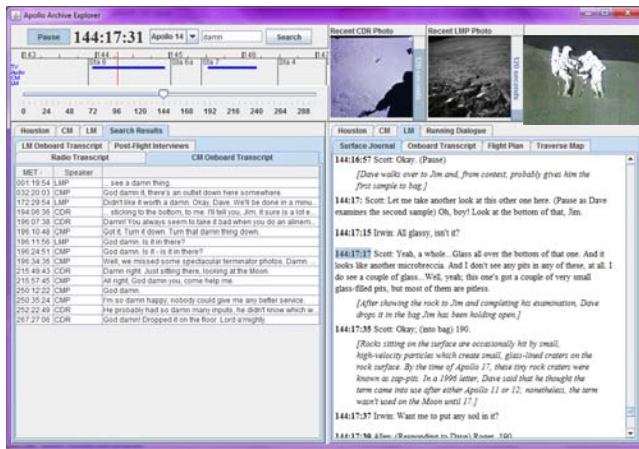 Apollo Archive Explorer
Pause 144:17:31 Apollo 14 damn Search
Recent CDR Photo Recent LMP Photo
120 seconds 120 seconds
0 24 48 72 96 120 144 168 192 216 240 264 288
Houston CM LM Search Results
LM Onboard Transcript Post-Flight Interviews
Radio Transcript CM Onboard Transcript
MET Speaker
001:19:54 LMP ... see a damn thing.
032:20:03 CMP God damn it, there's an outlet down here somewhere.
172:29:54 LMP Didn't like it worth a damn. Okay, Dave. We'll be done in a minu...
194:06:36 CDR ... sticking to the bottom, to me. I'll tell you, Jim, it sure is a lot e...
196:07:38 CDR Damn! You always seem to take it bad when you do an alinem...
196:10:48 CMP Got it. Turn it down. Turn that damn thing down.
196:11:56 LMP God damn. Is it in there?
196:24:51 CMP God damn. Is it - is it in there?
196:34:35 CMP Well, we missed some spectacular terminator photos. Damn ...
215:49:43 CDR Damn right. Just sitting there, looking at the Moon.
215:57:45 CMP All right, God damn you, come help me.
250:12:22 CMP God damn.
250:35:24 CMP I'm so damn happy, nobody could give me any better service.
252:22:49 CDR He probably had so damn many inputs, he didn't know which w...
267:27:06 CDR God damn! Dropped it on the floor. Lord a'mighty.
Houston CM LM Running Dialogue
Surface Journal Onboard Transcript Flight Plan Traverse Map
144:16:57 Scott: Okay. (Pause)
[Dave walks over to Jim and, from context, probably gives him the
first sample to bag.]
144:17: Scott: Let me take another look at this other one here. (Pause as Dave
examines the second sample) Oh, boy! Look at the bottom of that, Jim.
144:17:15 Irwin: All glassy, isn't it?
144:17:17 Scott: Yeah, a whole...Glass all over the bottom of that one. And it
looks like another microbreccia. And I don't see any pits in any of these, at all. I
do see a couple of glass...Well, yeah, this one's got a couple of very small
glass-filled pits, but most of them are pitless.
[After showing the rock to Jim and completing his examination, Dave
drops it in the bag Jim has been holding open.]
144:17:35 Scott: Okay; (into bag) 190.
[Rocks sitting on the surface are occasionally hit by small,
high-velocity particles which create small, glass-lined craters on the
rock surface. By the time of Apollo 17, these tiny rock craters were
known as zap-pits. In a 1996 letter, Dave said that he thought the
term came into use after either Apollo 11 or 12; nonetheless, the term
wasn't used on the Moon until 17.]
144:17:37 Irwin: Want me to put any soil in it?
144:17:39 Allen: (Responding to Dave) Roger, 190.